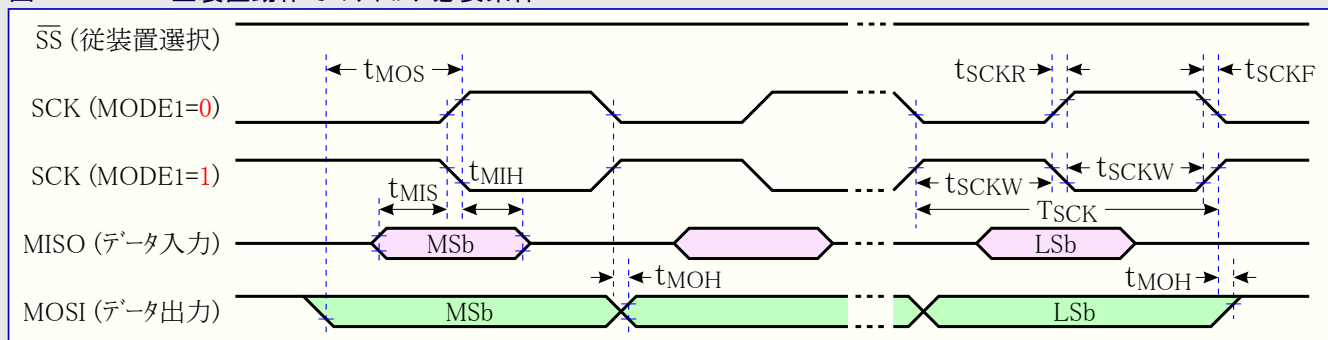 SS (従装置選択)
tMOS
tSCKR
tSCKF
SCK (MODE1=0)
SCK (MODE1=1)
tMIS
tMIH
tSCKW
tSCKW
TSCK
MISO (データ入力)
MSb
LSb
tMOH
tMOH
MOSI (データ出力)
MSb
LSb